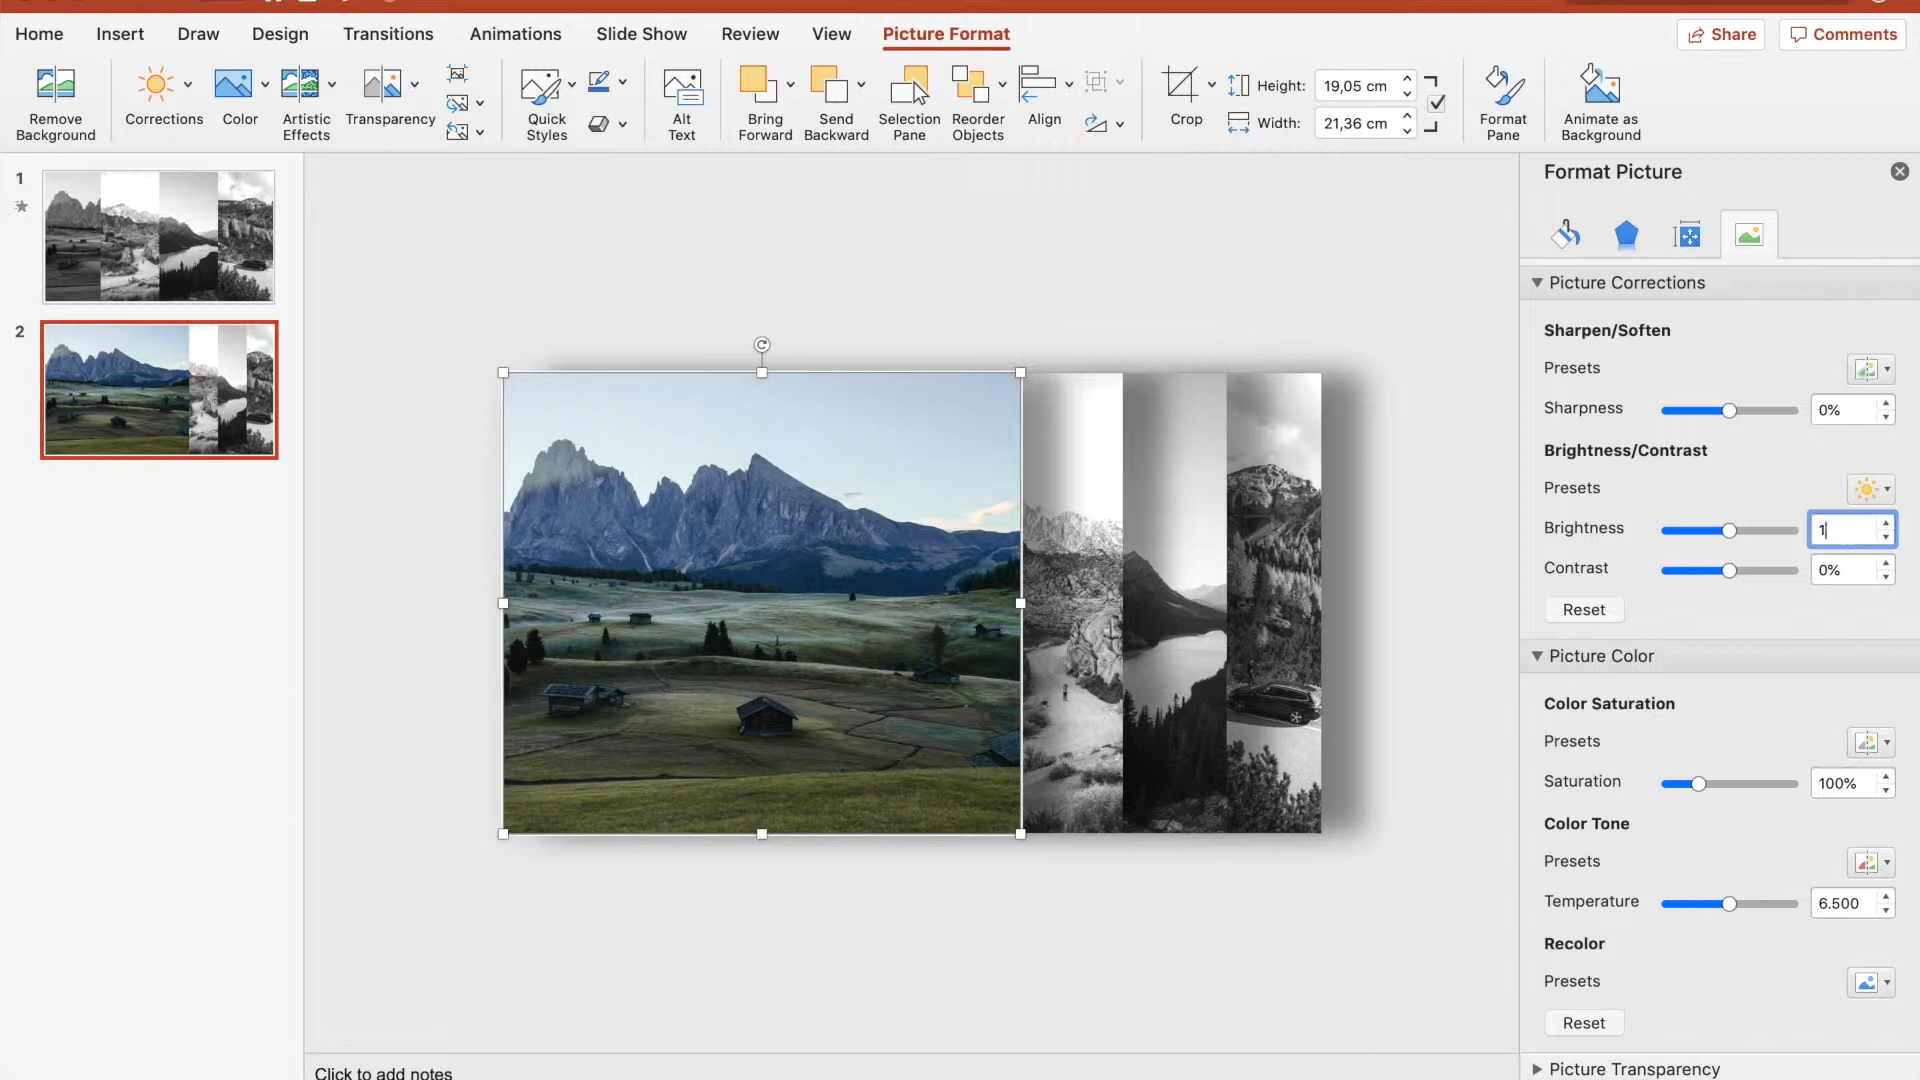 Home Insert Draw Design Transitions Animations Slide Show Review View Picture Format Share Comments
Remove Background
Corrections
Color
Artistic Effects
Transparency
Quick Styles
Alt Text
Bring Forward
Send Backward
Selection Pane
Reorder Objects
Align
Crop
Height: 19,05 cm
Width: 21,36 cm
Format Pane
Animate as Background
1
2
Format Picture
Picture Corrections
Sharpen/Soften
Presets
Sharpness 0%
Brightness/Contrast
Presets
Brightness 1
Contrast 0%
Reset
Picture Color
Color Saturation
Presets
Saturation 100%
Color Tone
Presets
Temperature 6.500
Recolor
Presets
Reset
Picture Transparency
Click to add notes